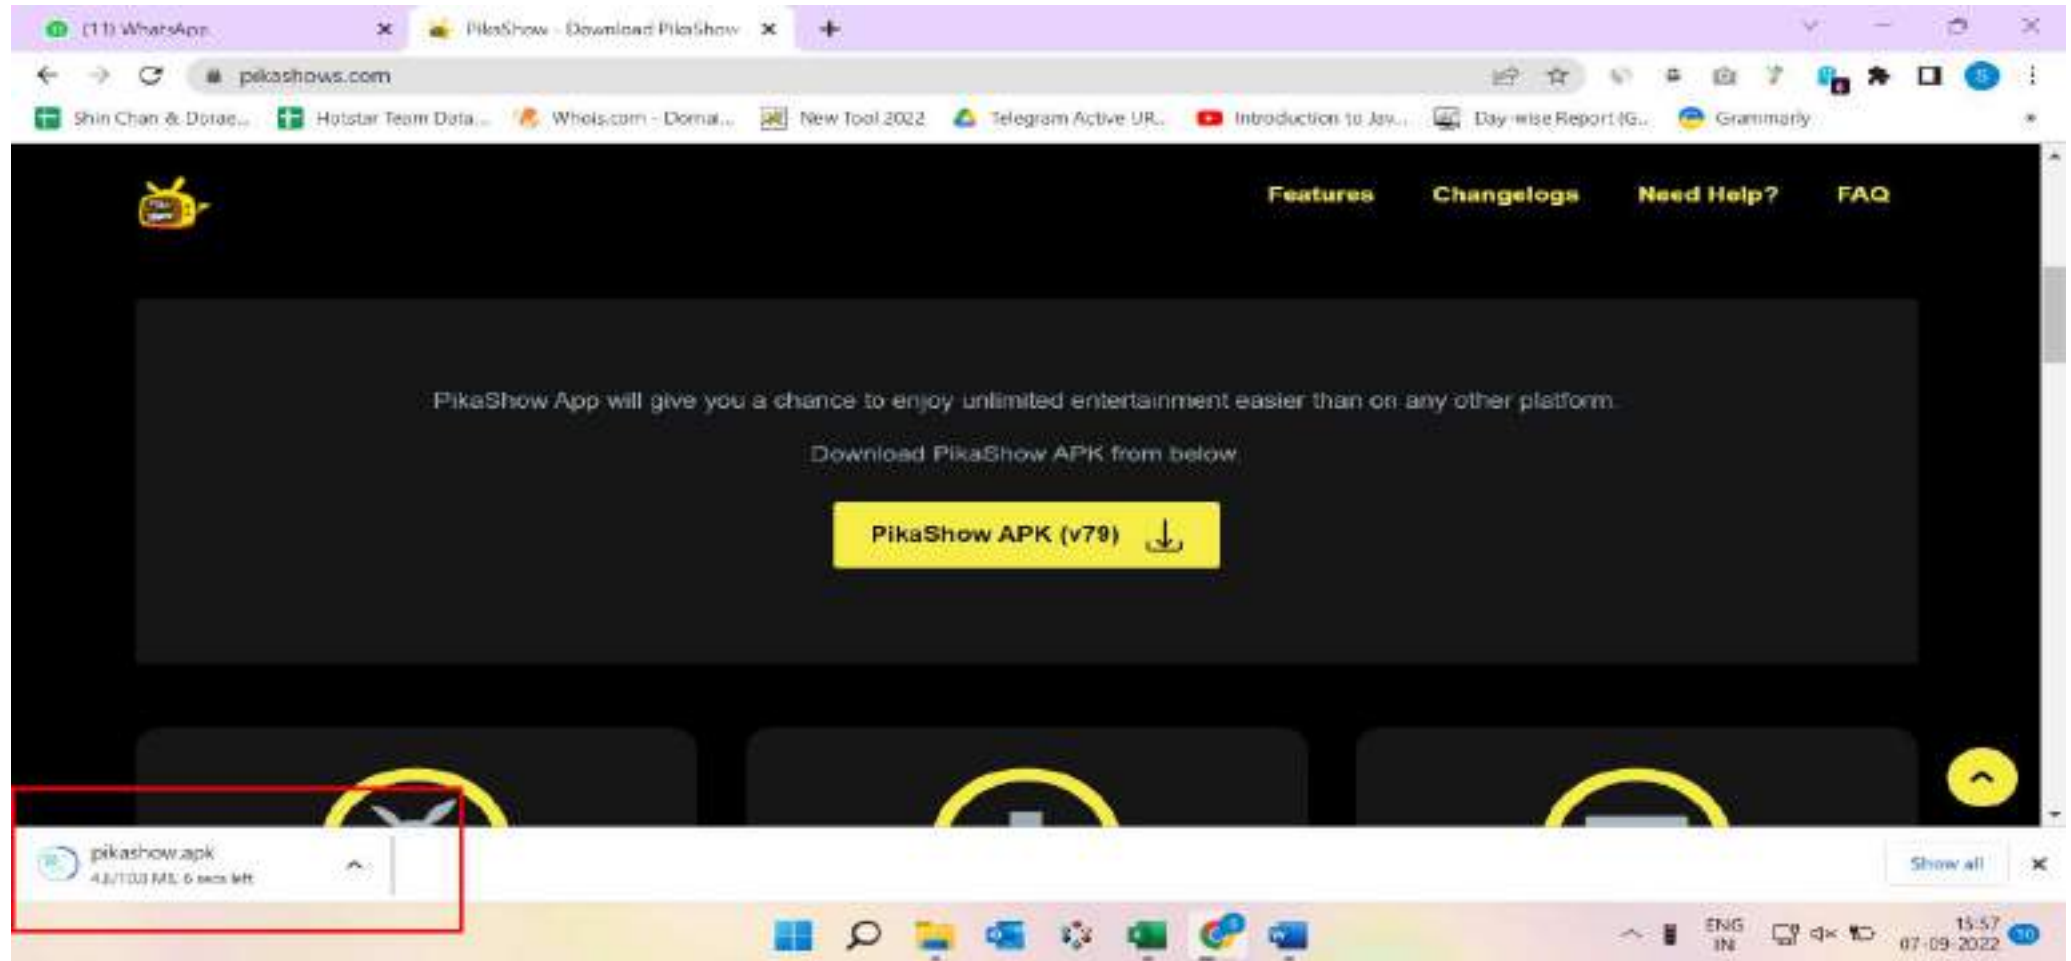 (11) WhatsApp
PikaShow - Download PikaShow
pikashows.com
Shin Chan & Dorae...
Hotstar Team Data...
Whois.com - Domai...
New Tool 2022
Telegram Active UR...
Introduction to Jav...
Day-wise Report (G...
Grammarly
Features
Changelogs
Need Help?
FAQ
PikaShow App will give you a chance to enjoy unlimited entertainment easier than on any other platform.
Download PikaShow APK from below
PikaShow APK (v79)
pikashow.apk
6 secs left
Show all
ENG
IN
15:57
07-09-2022